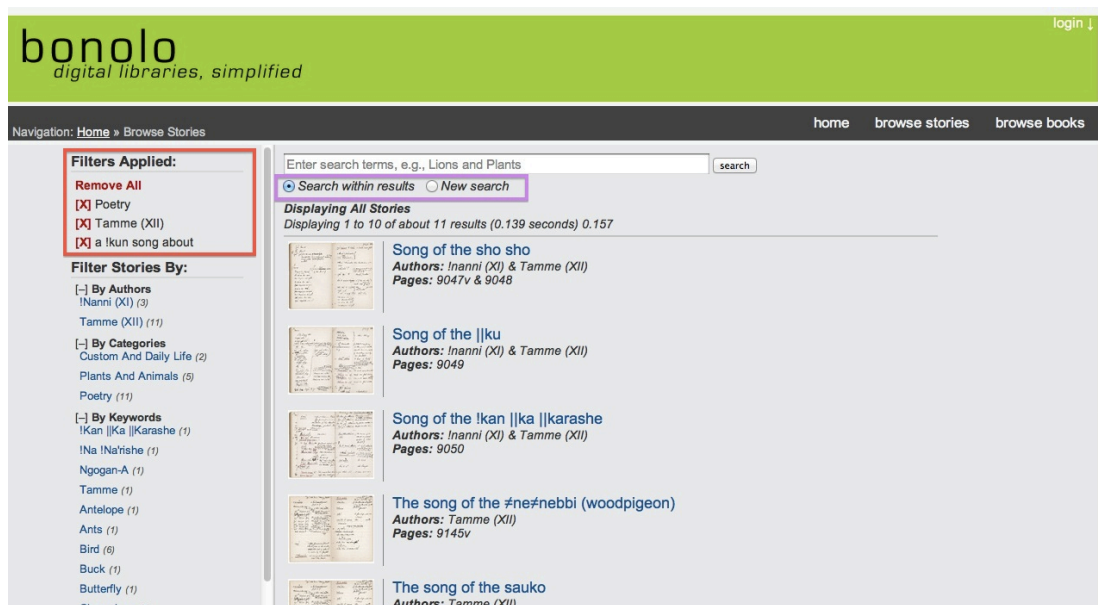 login ↓
bonolo
digital libraries, simplified
Navigation: Home » Browse Stories
home browse stories browse books
Filters Applied:
Remove All
[X] Poetry
[X] Tamme (XII)
[X] a !kun song about
Filter Stories By:
[–] By Authors
!Nanni (XI) (3)
Tamme (XII) (11)
[–] By Categories
Custom And Daily Life (2)
Plants And Animals (5)
Poetry (11)
[–] By Keywords
!Kan ||Ka ||Karashe (1)
!Na !Na'rishe (1)
Ngogan-A (1)
Tamme (1)
Antelope (1)
Ants (1)
Bird (6)
Buck (1)
Butterfly (1)
Enter search terms, e.g., Lions and Plants
search
Search within results New search
Displaying All Stories
Displaying 1 to 10 of about 11 results (0.139 seconds) 0.157
Song of the sho sho
Authors: !nanni (XI) & Tamme (XII)
Pages: 9047v & 9048
Song of the ||ku
Authors: !nanni (XI) & Tamme (XII)
Pages: 9049
Song of the !kan ||ka ||karashe
Authors: !nanni (XI) & Tamme (XII)
Pages: 9050
The song of the ≠ne≠nebbi (woodpigeon)
Authors: Tamme (XII)
Pages: 9145v
The song of the sauko
Authors: Tamme (XII)